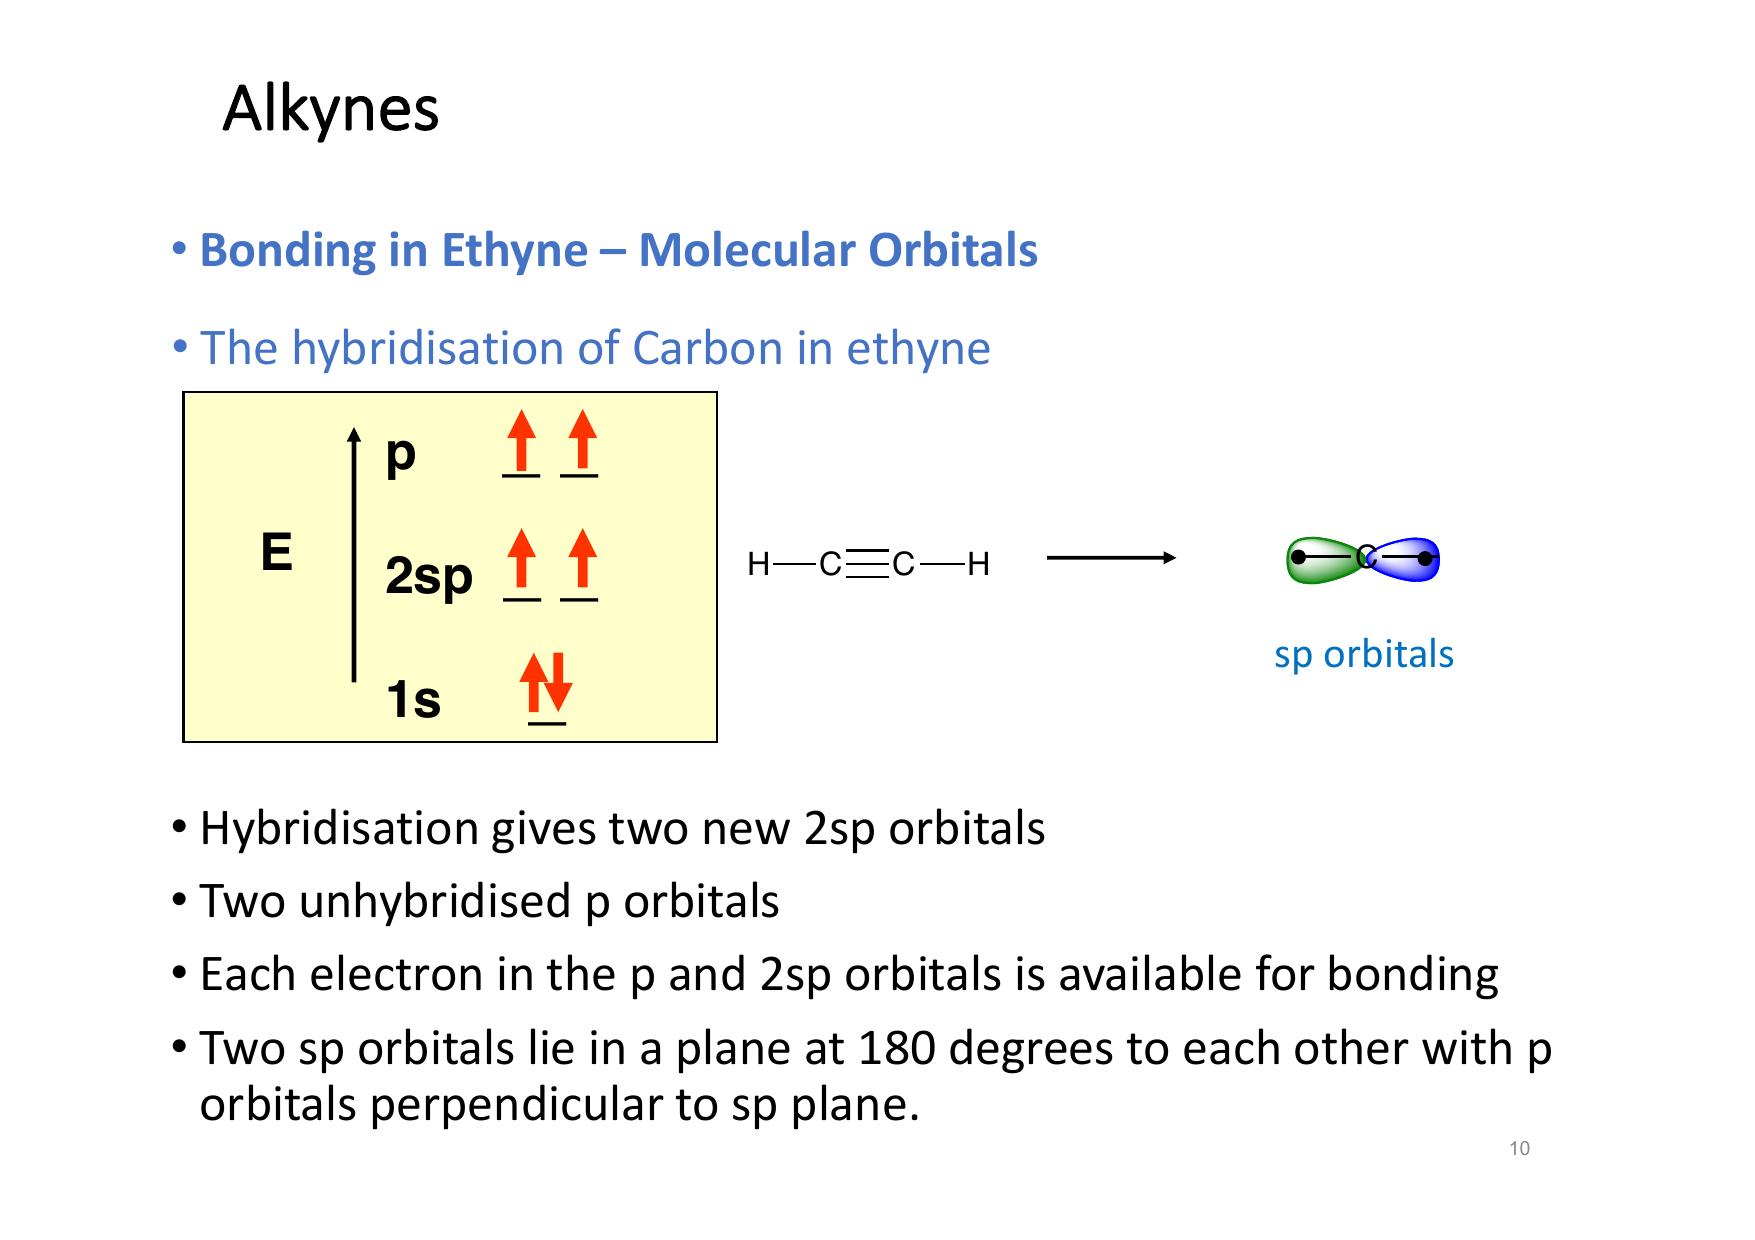 Alkynes
• Bonding in Ethyne – Molecular Orbitals
• The hybridisation of Carbon in ethyne
p
E
2sp
1s
H C C H
C
sp orbitals
• Hybridisation gives two new 2sp orbitals
• Two unhybridised p orbitals
• Each electron in the p and 2sp orbitals is available for bonding
• Two sp orbitals lie in a plane at 180 degrees to each other with p
orbitals perpendicular to sp plane.
10